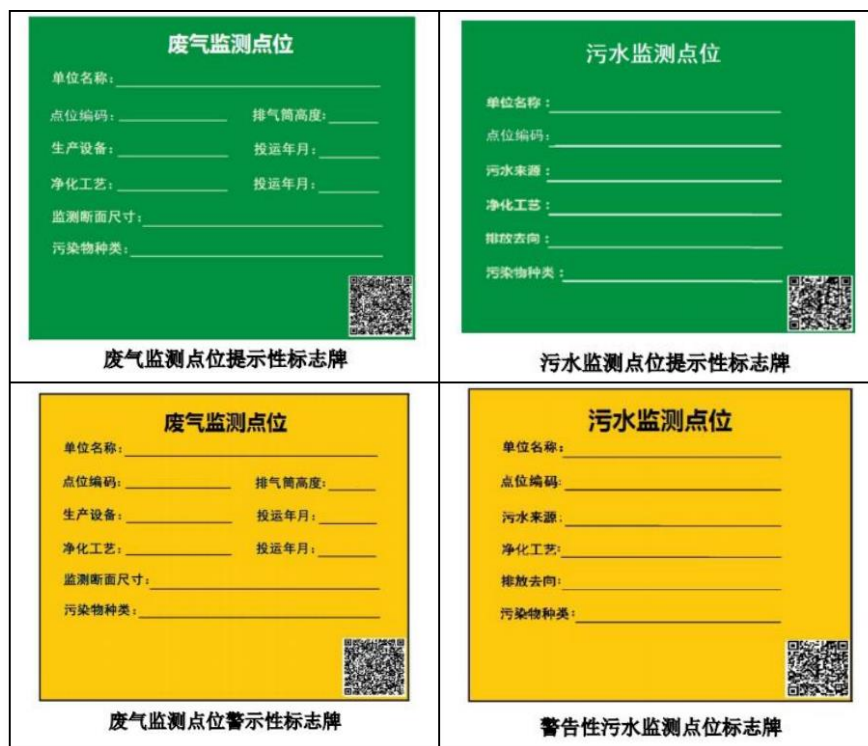 废气监测点位
单位名称：
点位编码： 排气筒高度：
生产设备： 投运年月：
净化工艺： 投运年月：
监测断面尺寸：
污染物种类：
废气监测点位提示性标志牌
污水监测点位
单位名称：
点位编码：
污水来源：
净化工艺：
排放去向：
污染物种类：
污水监测点位提示性标志牌
废气监测点位
单位名称：
点位编码： 排气筒高度：
生产设备： 投运年月：
净化工艺： 投运年月：
监测断面尺寸：
污染物种类：
废气监测点位警示性标志牌
污水监测点位
单位名称：
点位编码：
污水来源：
净化工艺：
排放去向：
污染物种类：
警告性污水监测点位标志牌